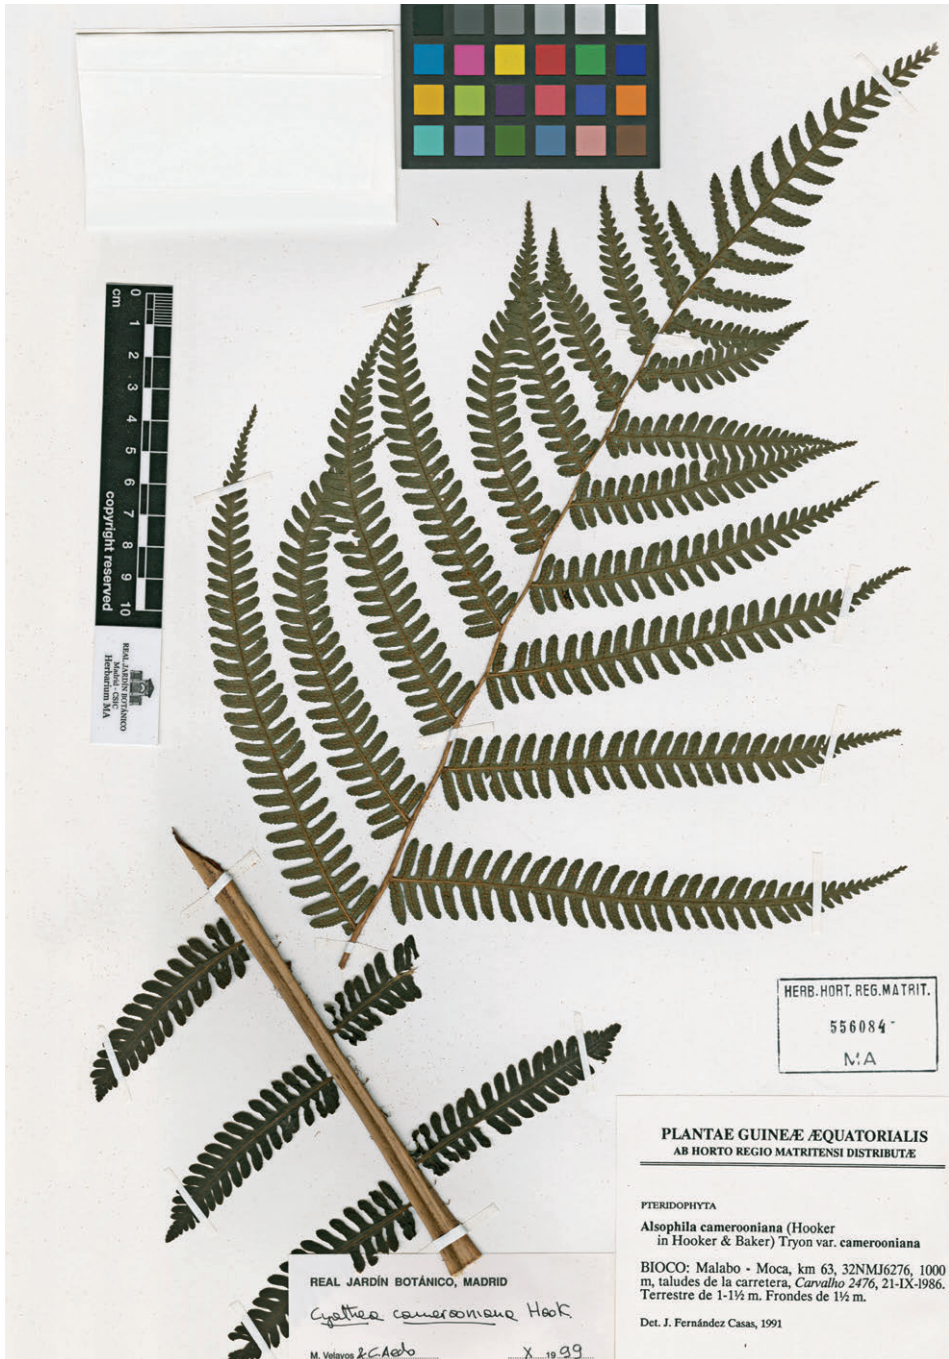 0 1 2 3 4 5 6 7 8 9 10
cm
copyright reserved
REAL JARDÍN BOTÁNICO
Madrid - CSIC
Herbarium MA
HERB. HORT. REG. MATRIT.
556084
MA
PLANTAE GUINEÆ ÆQUATORIALIS
AB HORTO REGIO MATRITENSI DISTRIBUTÆ
PTERIDOPHYTA
Alsophila camerooniana (Hooker
in Hooker & Baker) Tryon var. camerooniana
BIOCO: Malabo - Moca, km 63, 32NMJ6276, 1000
m, taludes de la carretera, Carvalho 2476, 21-IX-1986.
Terrestre de 1-1½ m. Frondes de 1½ m.
Det. J. Fernández Casas, 1991
REAL JARDÍN BOTÁNICO, MADRID
Cyathea camerooniana Hook.
M. Velayos & C. Aedo X 1999